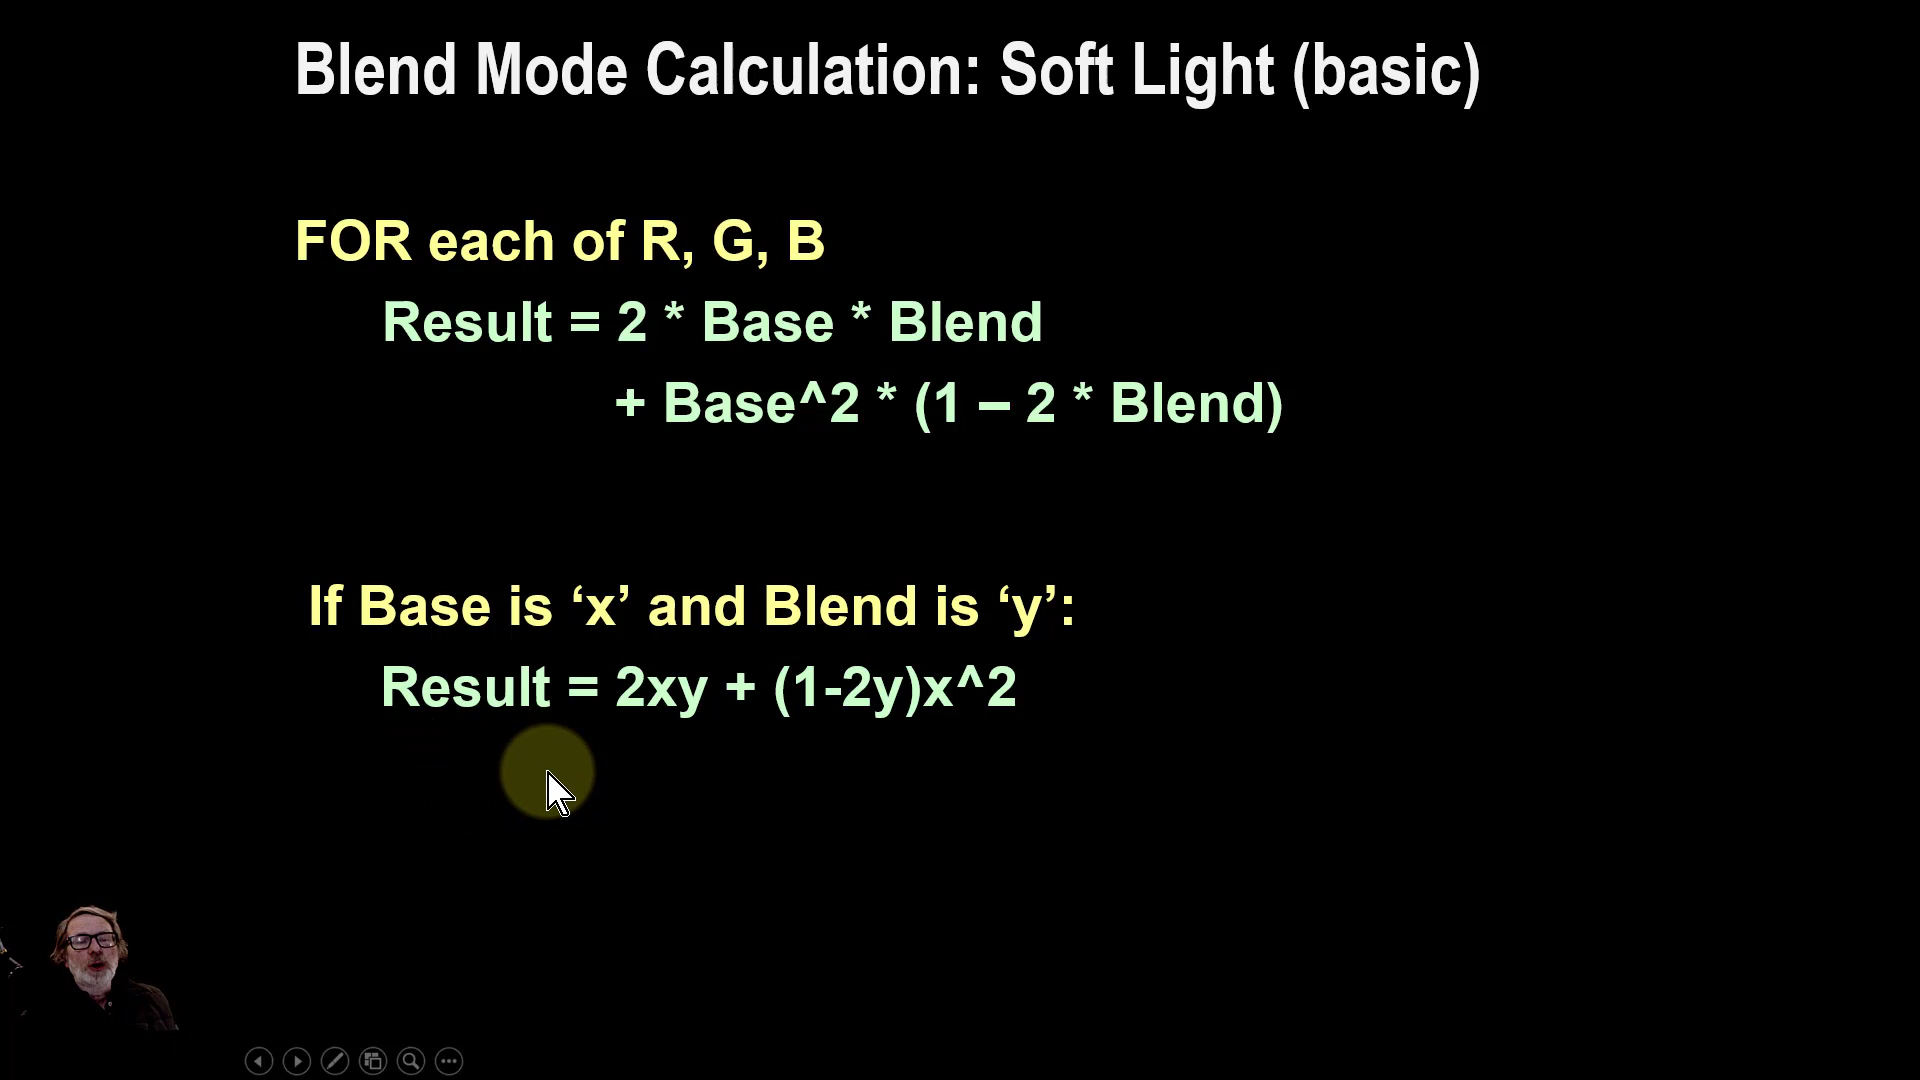 Blend Mode Calculation: Soft Light (basic)
FOR each of R, G, B
Result = 2 * Base * Blend
+ Base^2 * (1 – 2 * Blend)
If Base is ‘x’ and Blend is ‘y’:
Result = 2xy + (1-2y)x^2